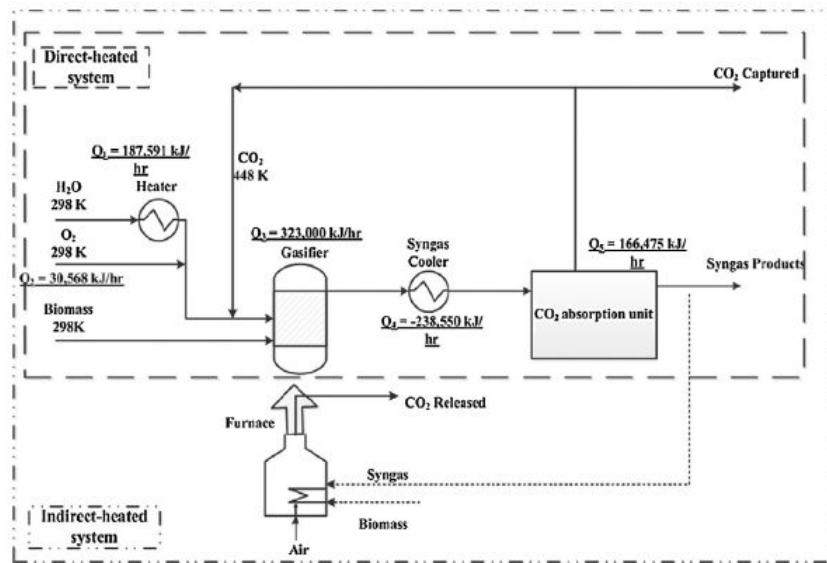 Direct-heated
system
CO₂ Captured
Q₁ = 187,591 kJ/
hr
Heater
H₂O
298 K
CO₂
448 K
O₂
298 K
Q₂ = 30,568 kJ/hr
Biomass
298K
Q₃ = 323,000 kJ/hr
Gasifier
Syngas
Cooler
Q₄ = -238,550 kJ/
hr
Q₅ = 166,475 kJ/
hr
Syngas Products
CO₂ absorption unit
CO₂ Released
Furnace
Syngas
Biomass
Air
Indirect-heated
system